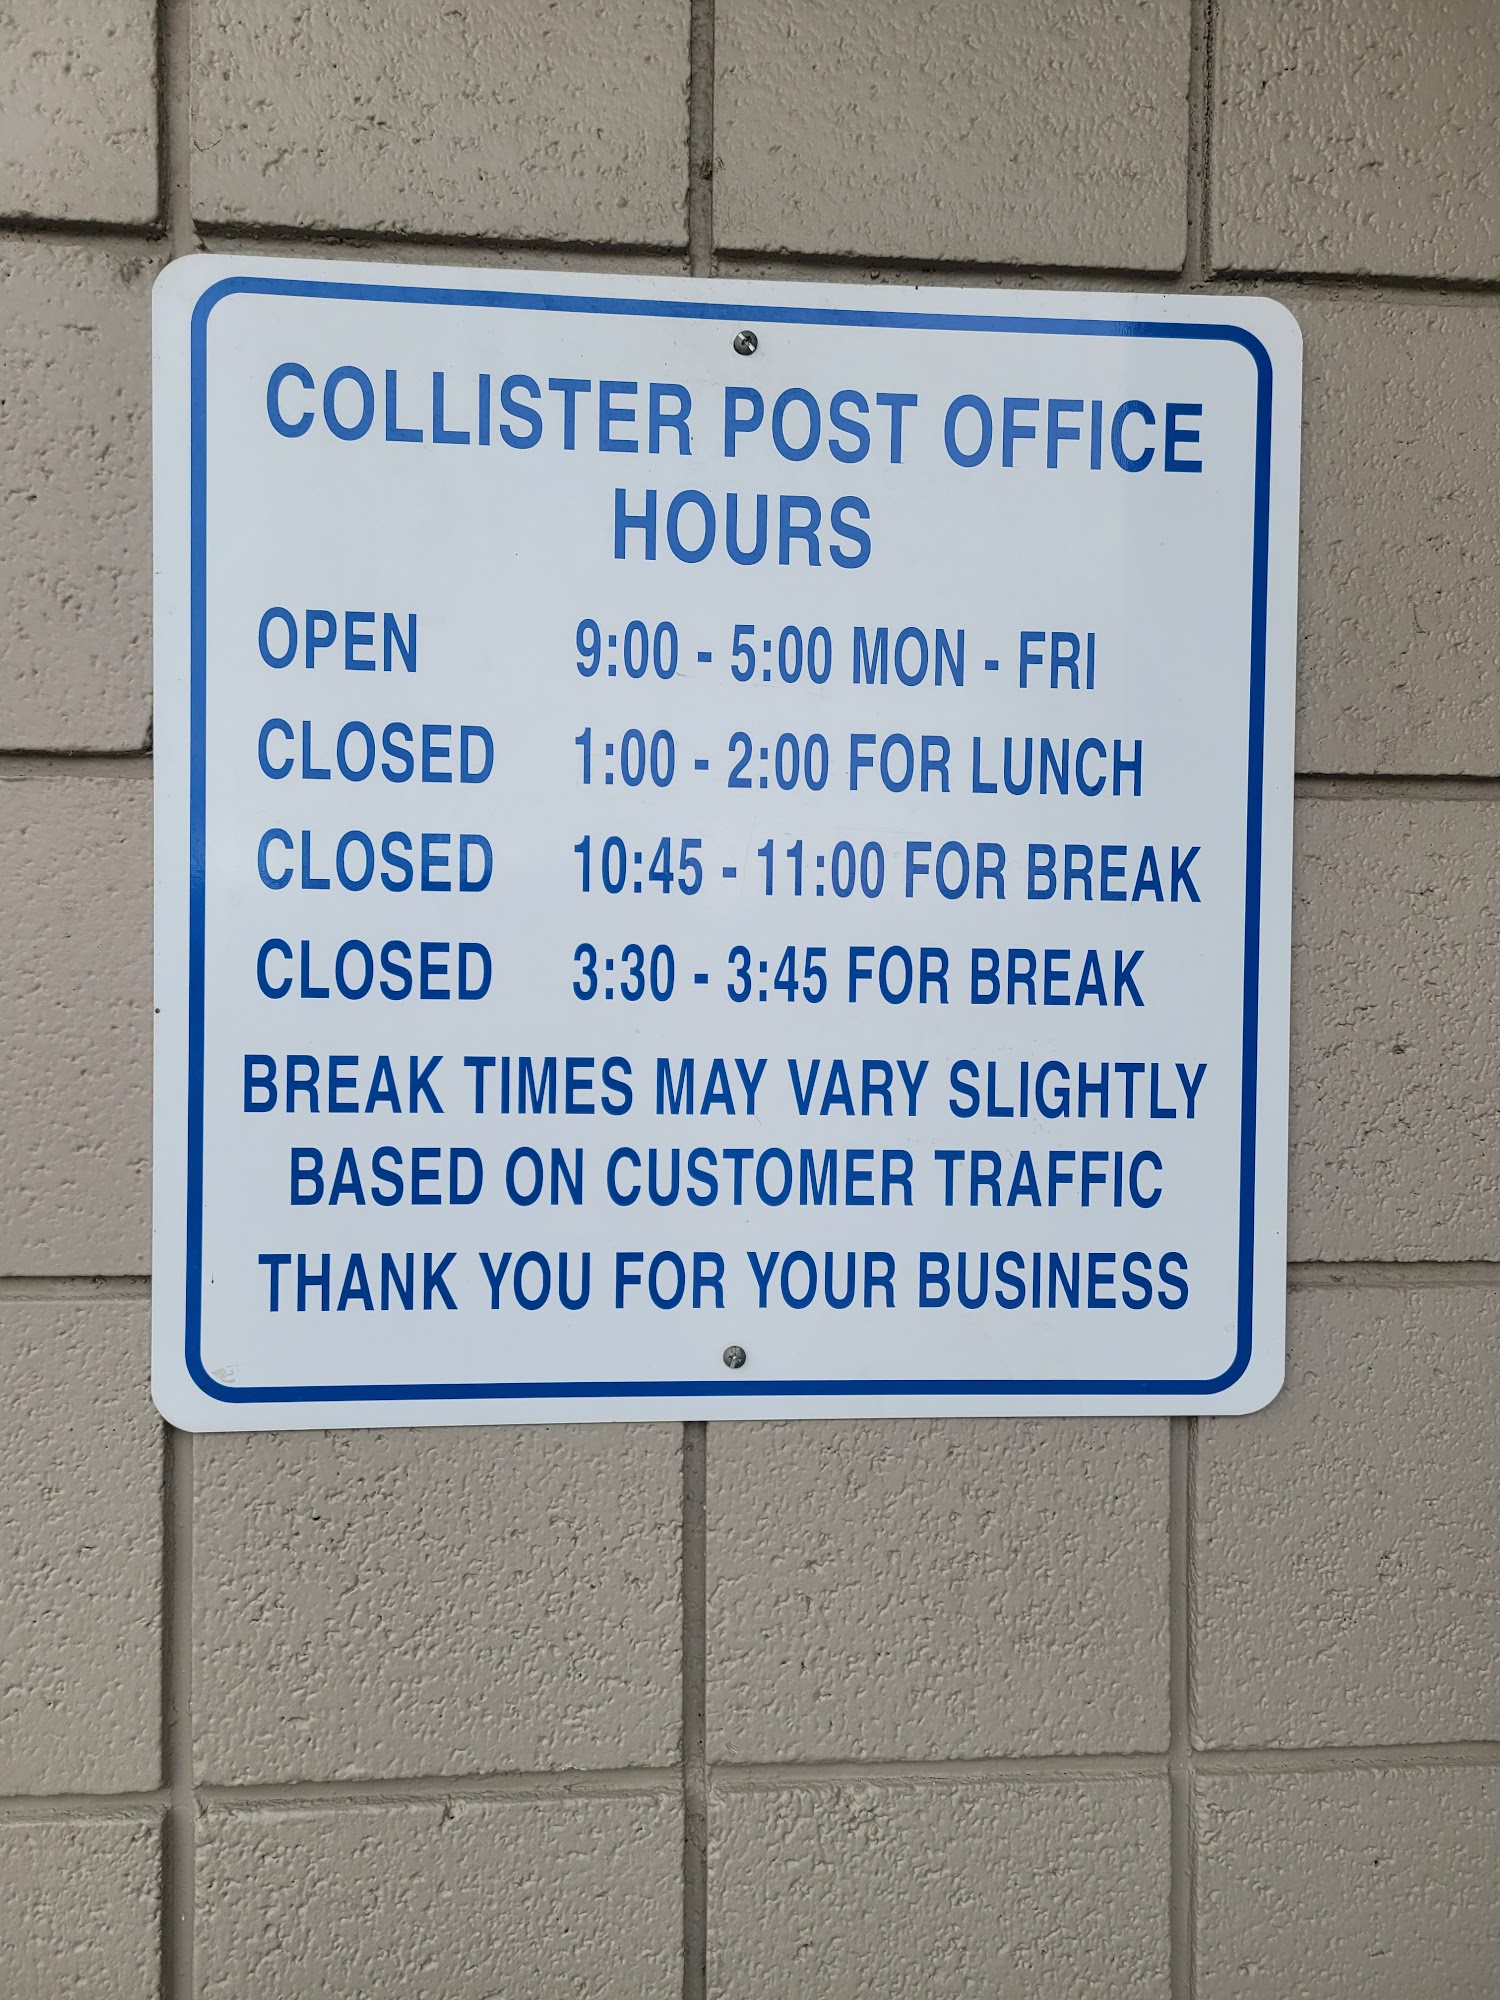 COLLISTER POST OFFICE
HOURS
OPEN 9:00 - 5:00 MON - FRI
CLOSED 1:00 - 2:00 FOR LUNCH
CLOSED 10:45 - 11:00 FOR BREAK
CLOSED 3:30 - 3:45 FOR BREAK
BREAK TIMES MAY VARY SLIGHTLY
BASED ON CUSTOMER TRAFFIC
THANK YOU FOR YOUR BUSINESS